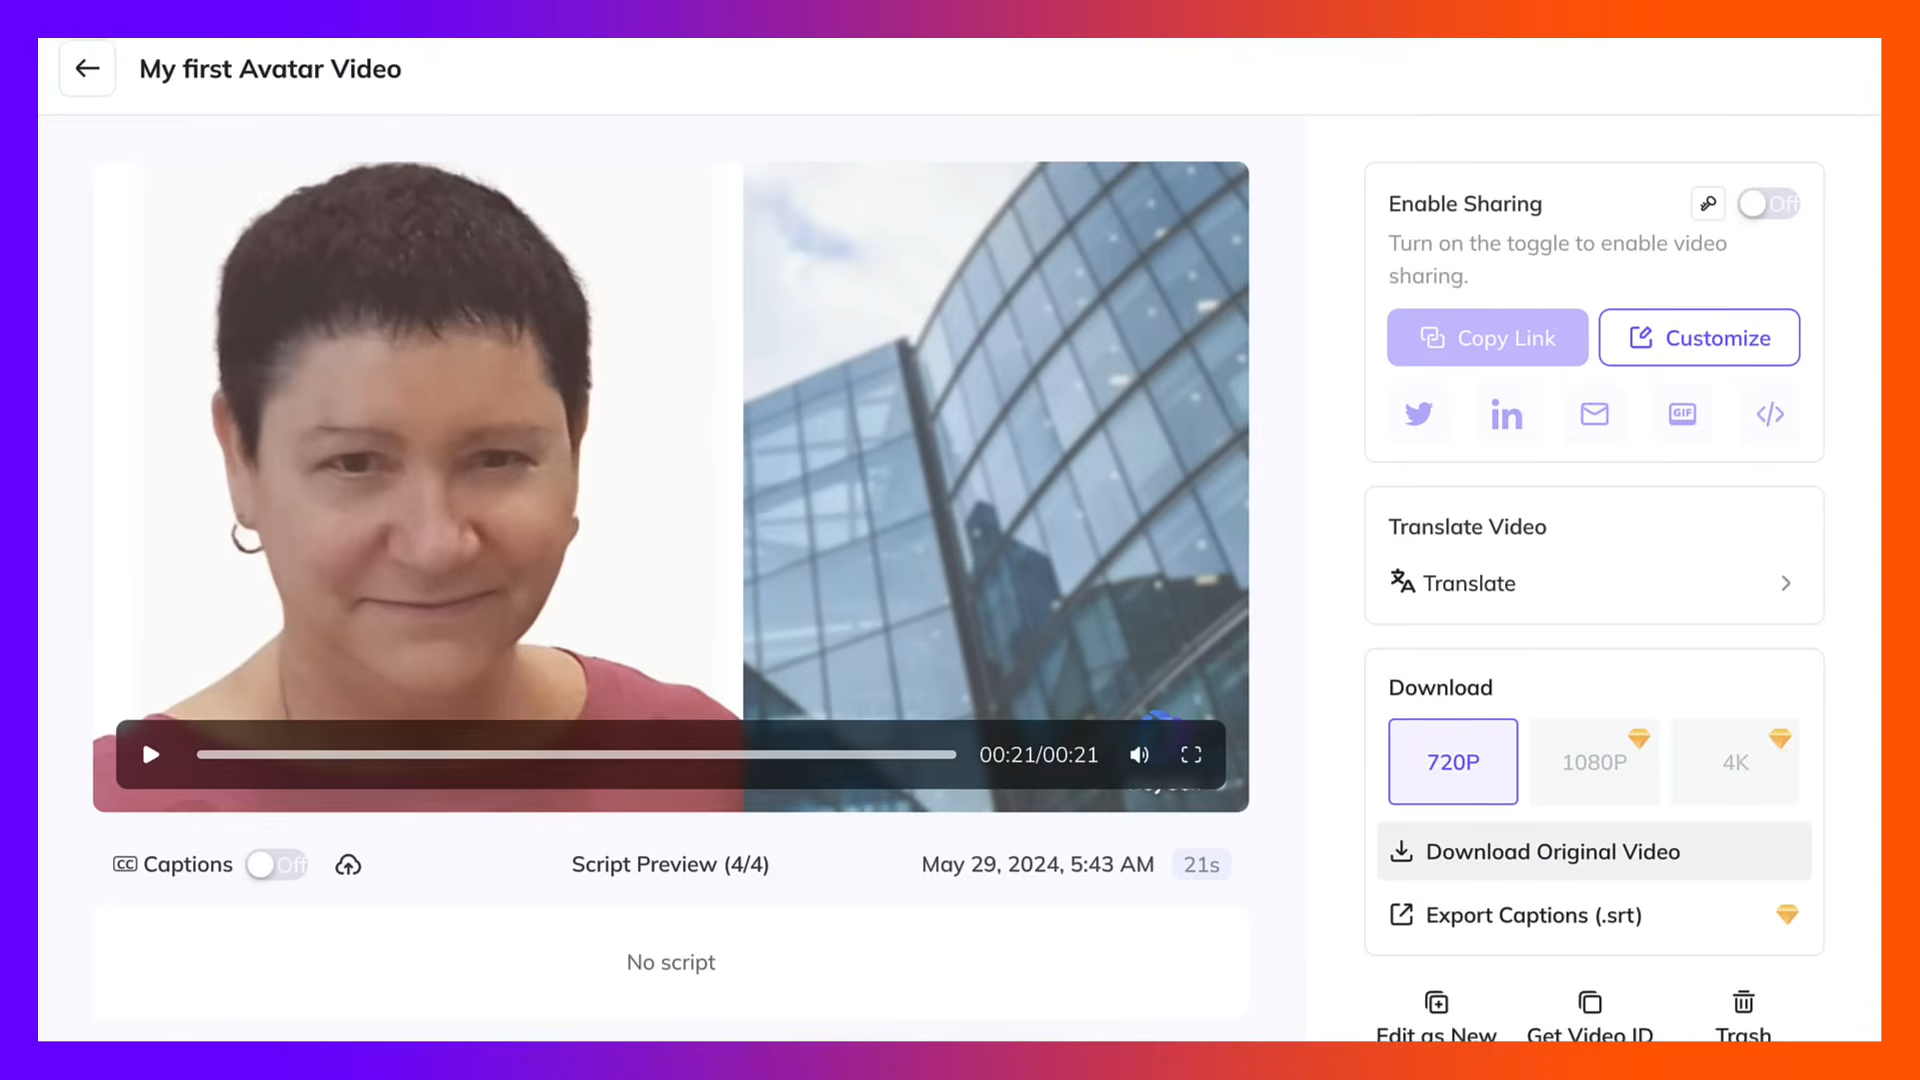 My first Avatar Video
Enable Sharing
Off
Turn on the toggle to enable video
sharing.
Copy Link
Customize
in
GIF
Translate Video
Translate
Download
720P
1080P
4K
Download Original Video
Export Captions (.srt)
Edit as New
Get Video ID
Trash
00:21/00:21
CC Captions
Off
Script Preview (4/4)
May 29, 2024, 5:43 AM
21s
No script